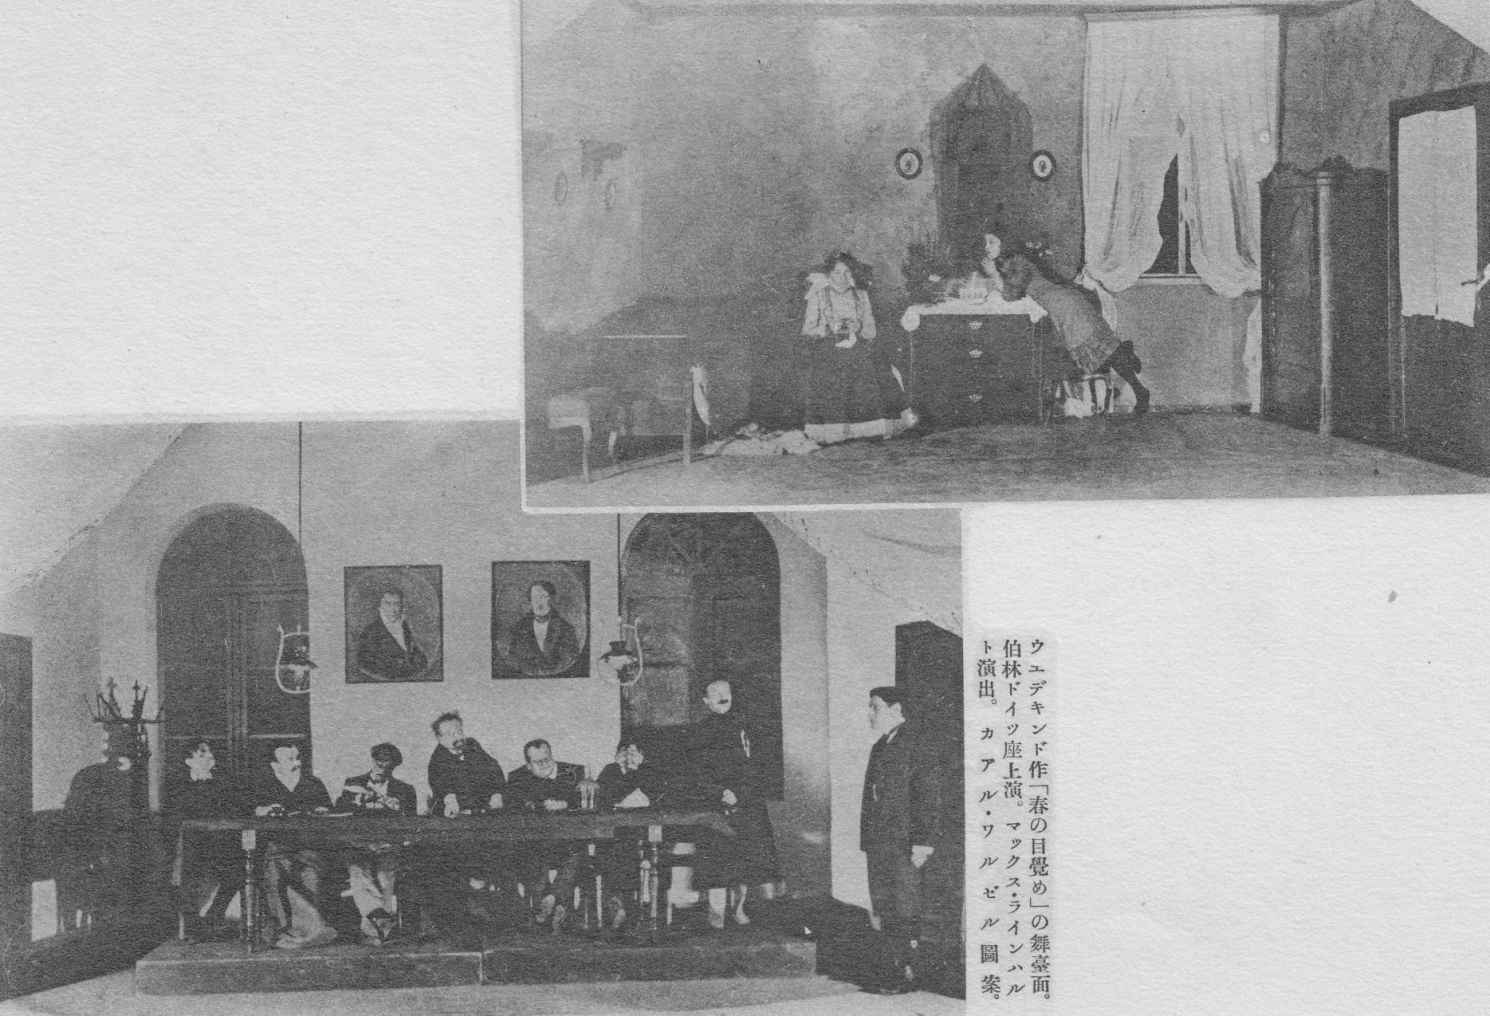 ウエデキンド作「春の目覺め」の舞臺面。
伯林ドイツ座上演。マックス・ラインハル
ト演出。カアル・ワルゼル圖案。